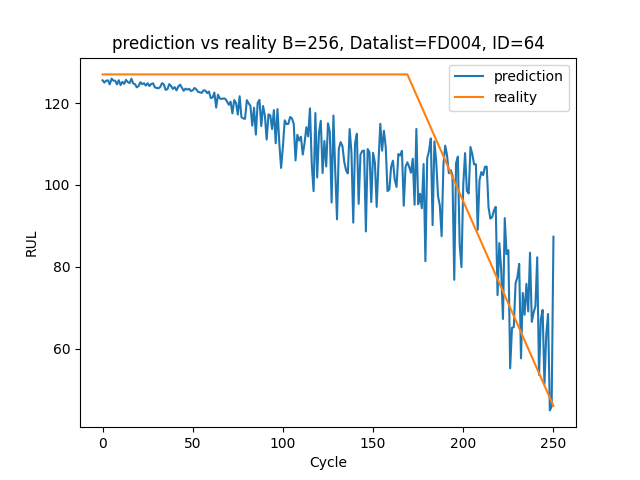 prediction vs reality B=256, Datalist=FD004, ID=64
prediction
reality
RUL
120
100
80
60
0
50
100
150
200
250
Cycle